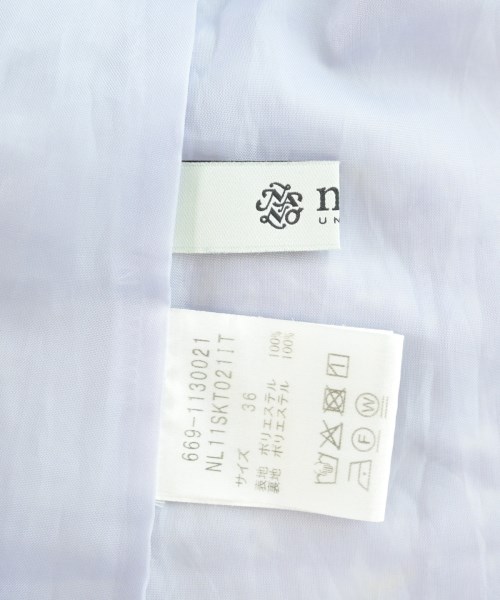 n
UN
669-1130021
NL11SKT021IT
サイズ 36
表地 ポリエステル 100%
裏地 ポリエステル 100%
F W